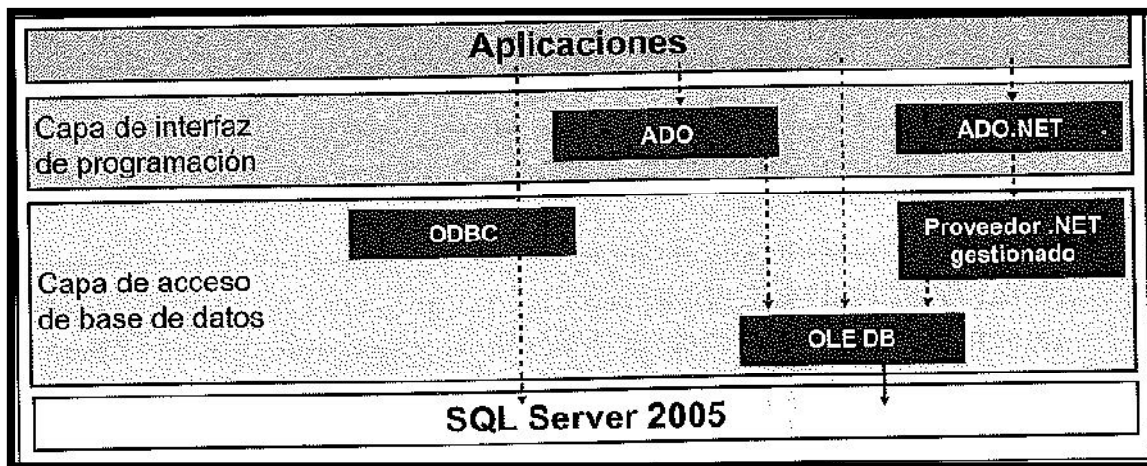 Aplicaciones
Capa de interfaz
de programación
ADO
ADO.NET
Capa de acceso
de base de datos
ODBC
Proveedor .NET
gestionado
OLE DB
SQL Server 2005